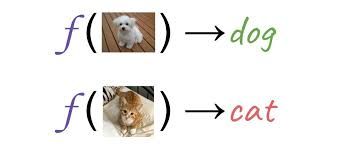 f( ) → dog
f( ) → cat